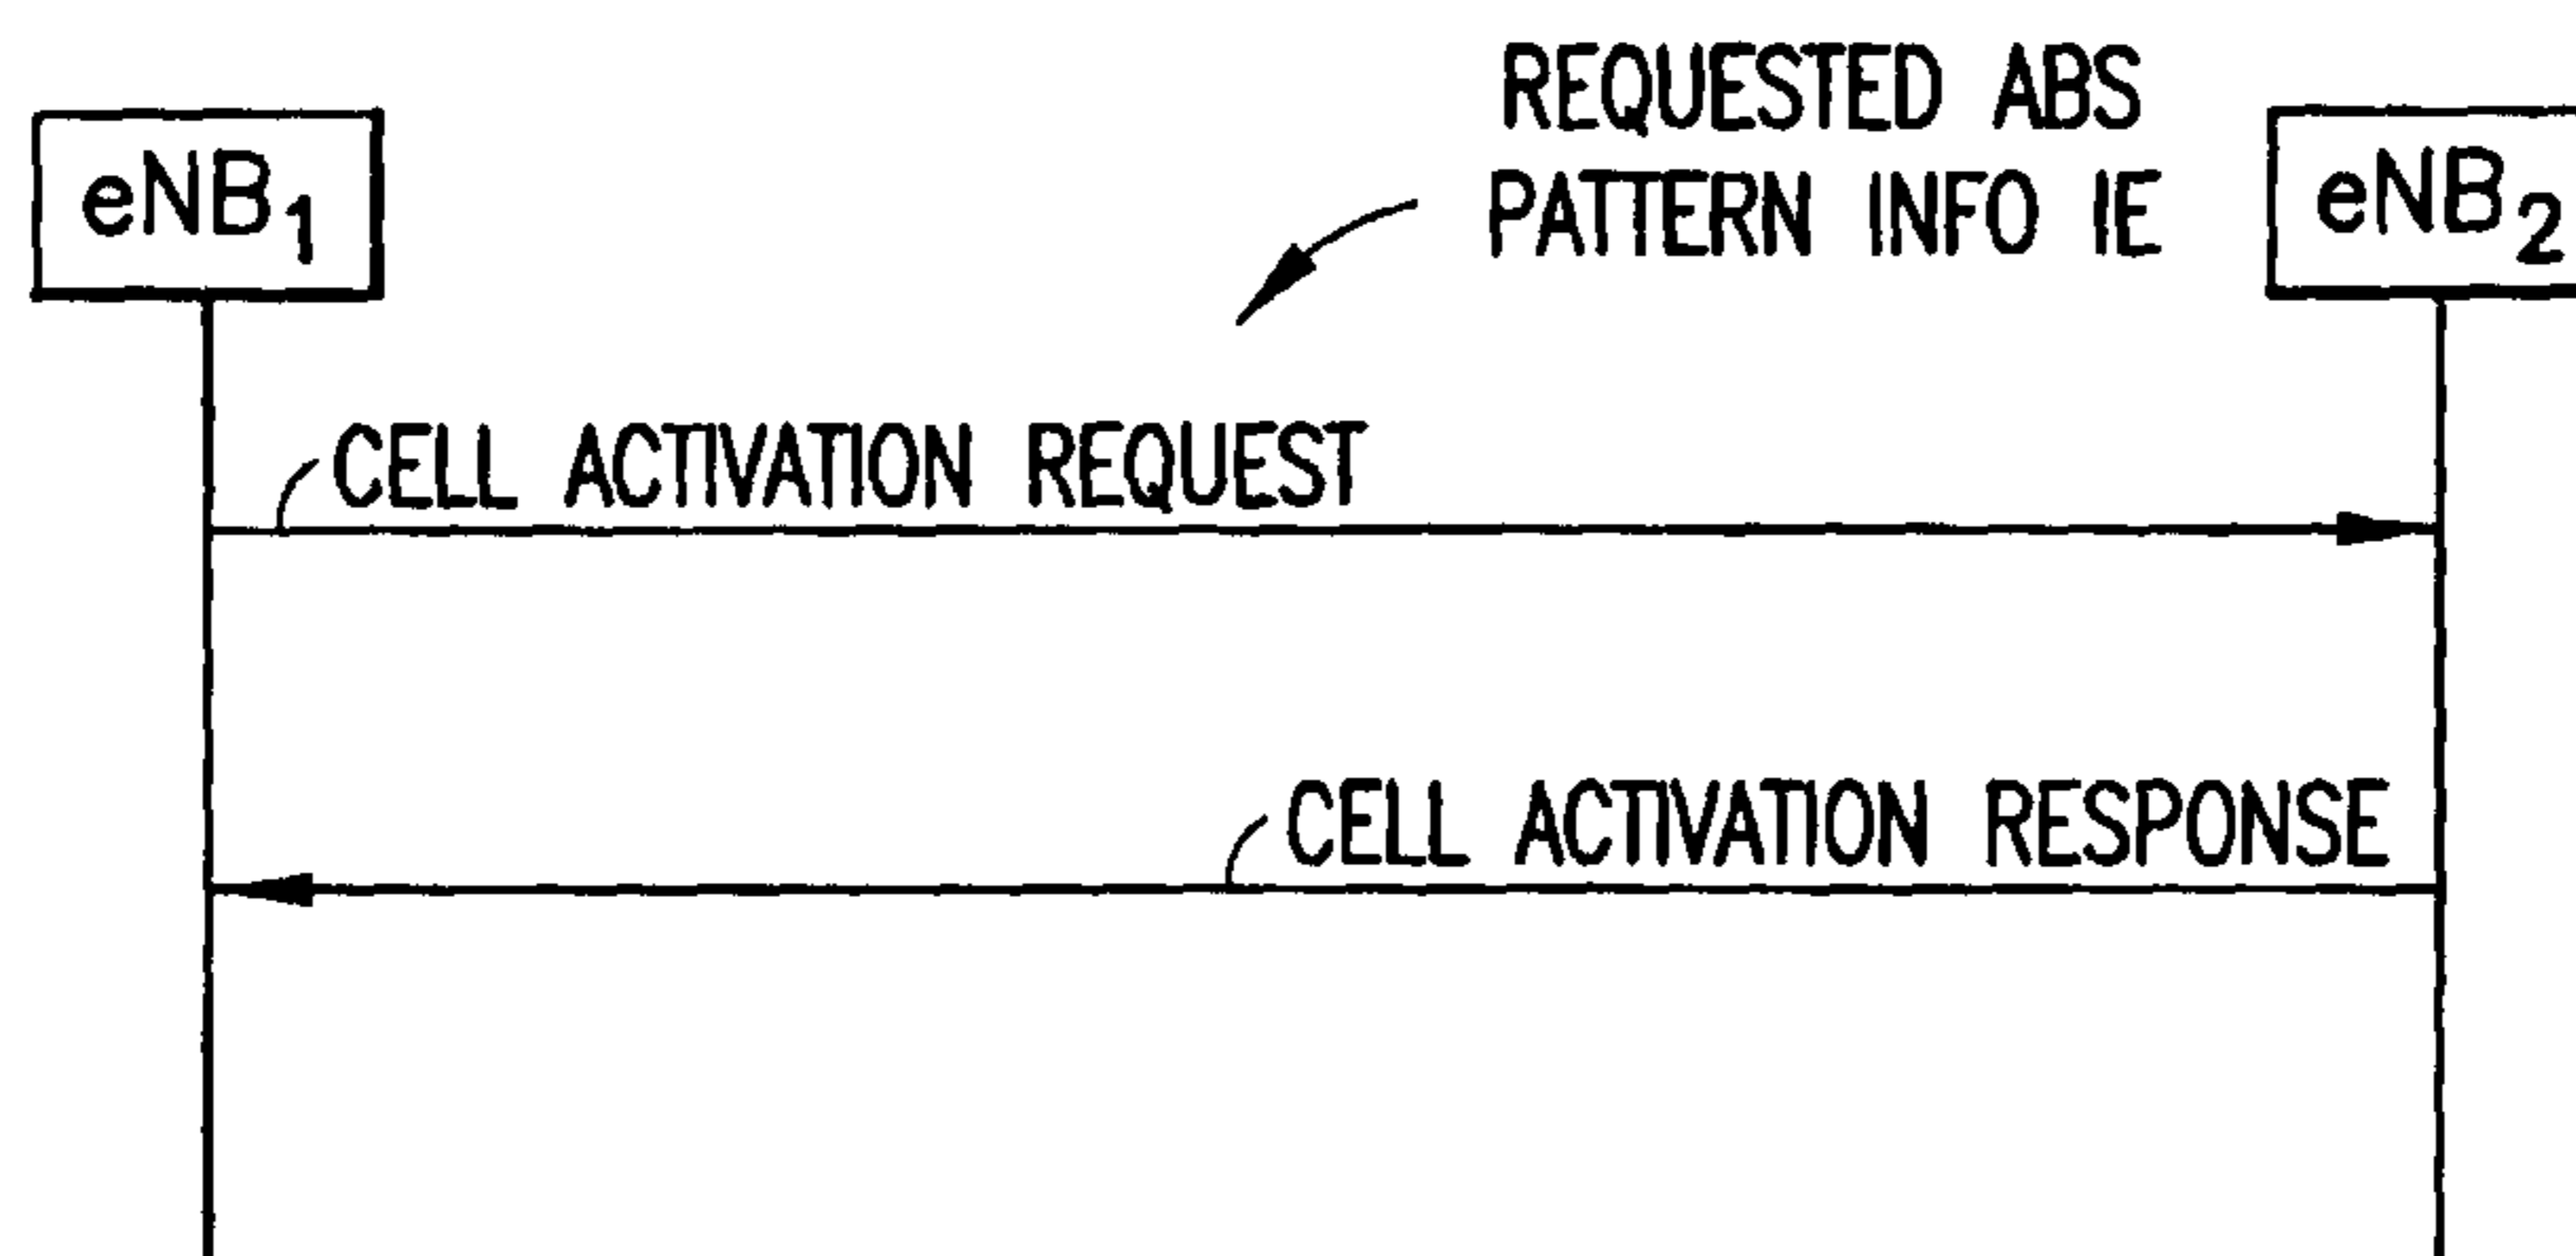 REQUESTED ABS
PATTERN INFO IE
eNB1
eNB2
CELL ACTIVATION REQUEST
CELL ACTIVATION RESPONSE